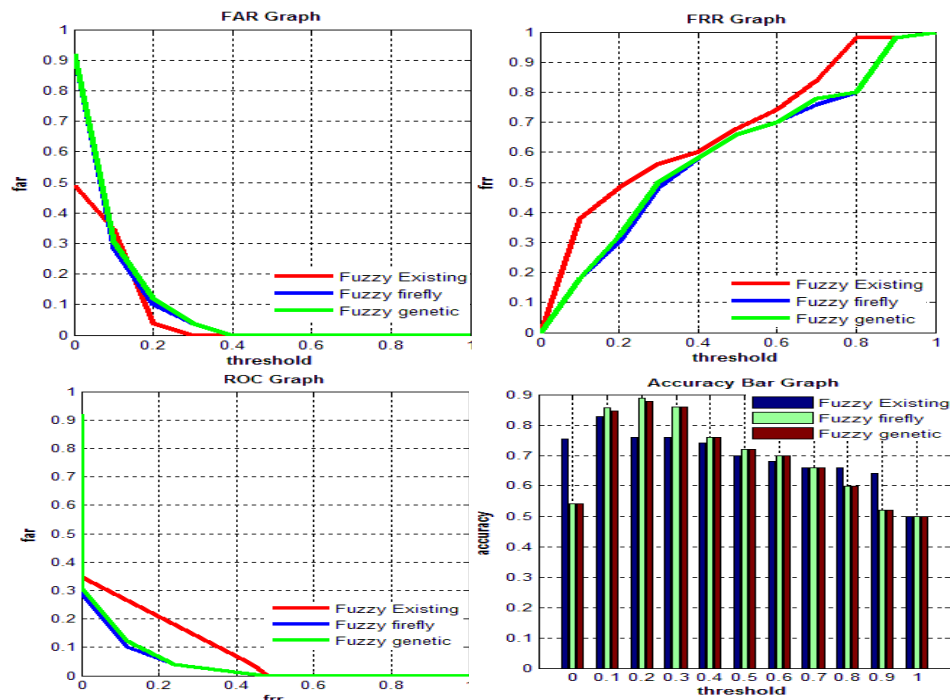 FAR Graph
1
0.9
0.8
0.7
0.6
0.5
0.4
0.3
0.2
0.1
0
far
0 0.2 0.4 0.6 0.8 1
threshold
Fuzzy Existing
Fuzzy firefly
Fuzzy genetic
FRR Graph
1
0.9
0.8
0.7
0.6
0.5
0.4
0.3
0.2
0.1
0
frr
0 0.2 0.4 0.6 0.8 1
threshold
Fuzzy Existing
Fuzzy firefly
Fuzzy genetic
ROC Graph
1
0.9
0.8
0.7
0.6
0.5
0.4
0.3
0.2
0.1
0
far
0 0.2 0.4 0.6 0.8 1
frr
Fuzzy Existing
Fuzzy firefly
Fuzzy genetic
Accuracy Bar Graph
0.9
0.8
0.7
0.6
0.5
0.4
0.3
0.2
0.1
0
accuracy
0 0.1 0.2 0.3 0.4 0.5 0.6 0.7 0.8 0.9 1
threshold
Fuzzy Existing
Fuzzy firefly
Fuzzy genetic